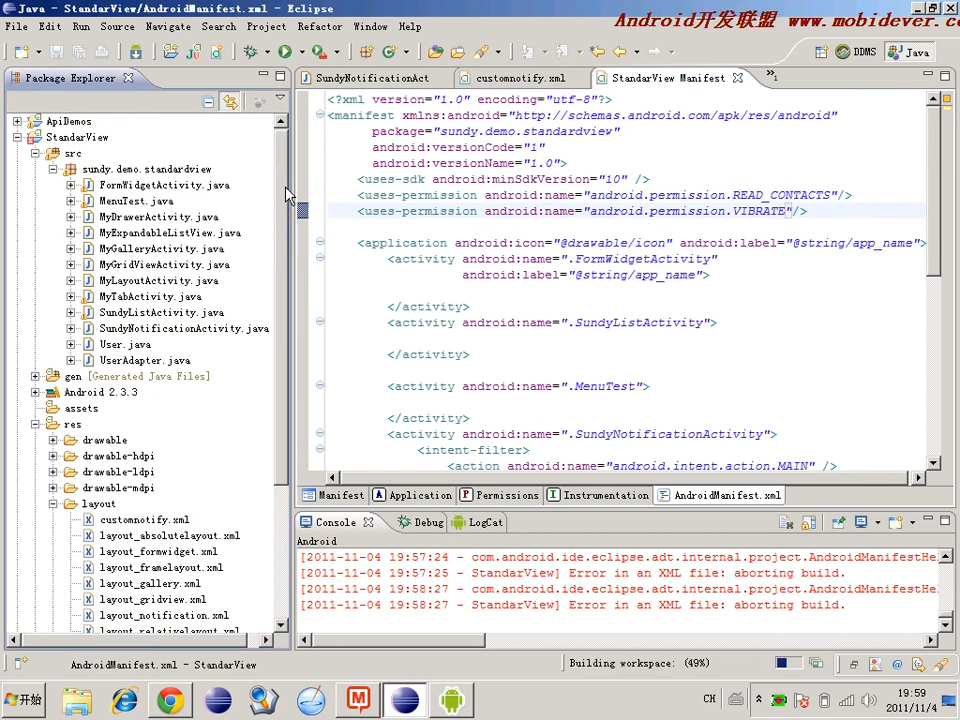 Java - StandarView/AndroidManifest.xml - Eclipse
Android开发联盟 www.mobidever.co
File Edit Run Source Navigate Search Project Refactor Window Help
DDMS Java
Package Explorer
SundyNotificationAct customnotify.xml StandarView Manifest »1
ApiDemos
StandarView
src
sundy.demo.standardview
FormWidgetActivity.java
MenuTest.java
MyDrawerActivity.java
MyExpandableListView.java
MyGalleryActivity.java
MyGridViewActivity.java
MyLayoutActivity.java
MyTabActivity.java
SundyListActivity.java
SundyNotificationActivity.java
User.java
UserAdapter.java
gen [Generated Java Files]
Android 2.3.3
assets
res
drawable
drawable-hdpi
drawable-ldpi
drawable-mdpi
layout
customnotify.xml
layout_absolutelayout.xml
layout_formwidget.xml
layout_framelayout.xml
layout_gallery.xml
layout_gridview.xml
layout_notification.xml
layout_relativelayout.xml
<?xml version="1.0" encoding="utf-8"?>
<manifest xmlns:android="http://schemas.android.com/apk/res/android"
package="sundy.demo.standardview"
android:versionCode="1"
android:versionName="1.0">
<uses-sdk android:minSdkVersion="10" />
<uses-permission android:name="android.permission.READ_CONTACTS"/>
<uses-permission android:name="android.permission.VIBRATE"/>
<application android:icon="@drawable/icon" android:label="@string/app_name">
<activity android:name=".FormWidgetActivity"
android:label="@string/app_name">
</activity>
<activity android:name=".SundyListActivity">
</activity>
<activity android:name=".MenuTest">
</activity>
<activity android:name=".SundyNotificationActivity">
<intent-filter>
<action android:name="android.intent.action.MAIN" />
Manifest Application Permissions Instrumentation AndroidManifest.xml
Console Debug LogCat
Android
[2011-11-04 19:57:24 - com.android.ide.eclipse.adt.internal.project.AndroidManifestHe
[2011-11-04 19:57:25 - StandarView] Error in an XML file: aborting build.
[2011-11-04 19:58:27 - com.android.ide.eclipse.adt.internal.project.AndroidManifestHe
[2011-11-04 19:58:27 - StandarView] Error in an XML file: aborting build.
AndroidManifest.xml - StandarView
Building workspace: (49%)
开始
CH
19:59
2011/11/4